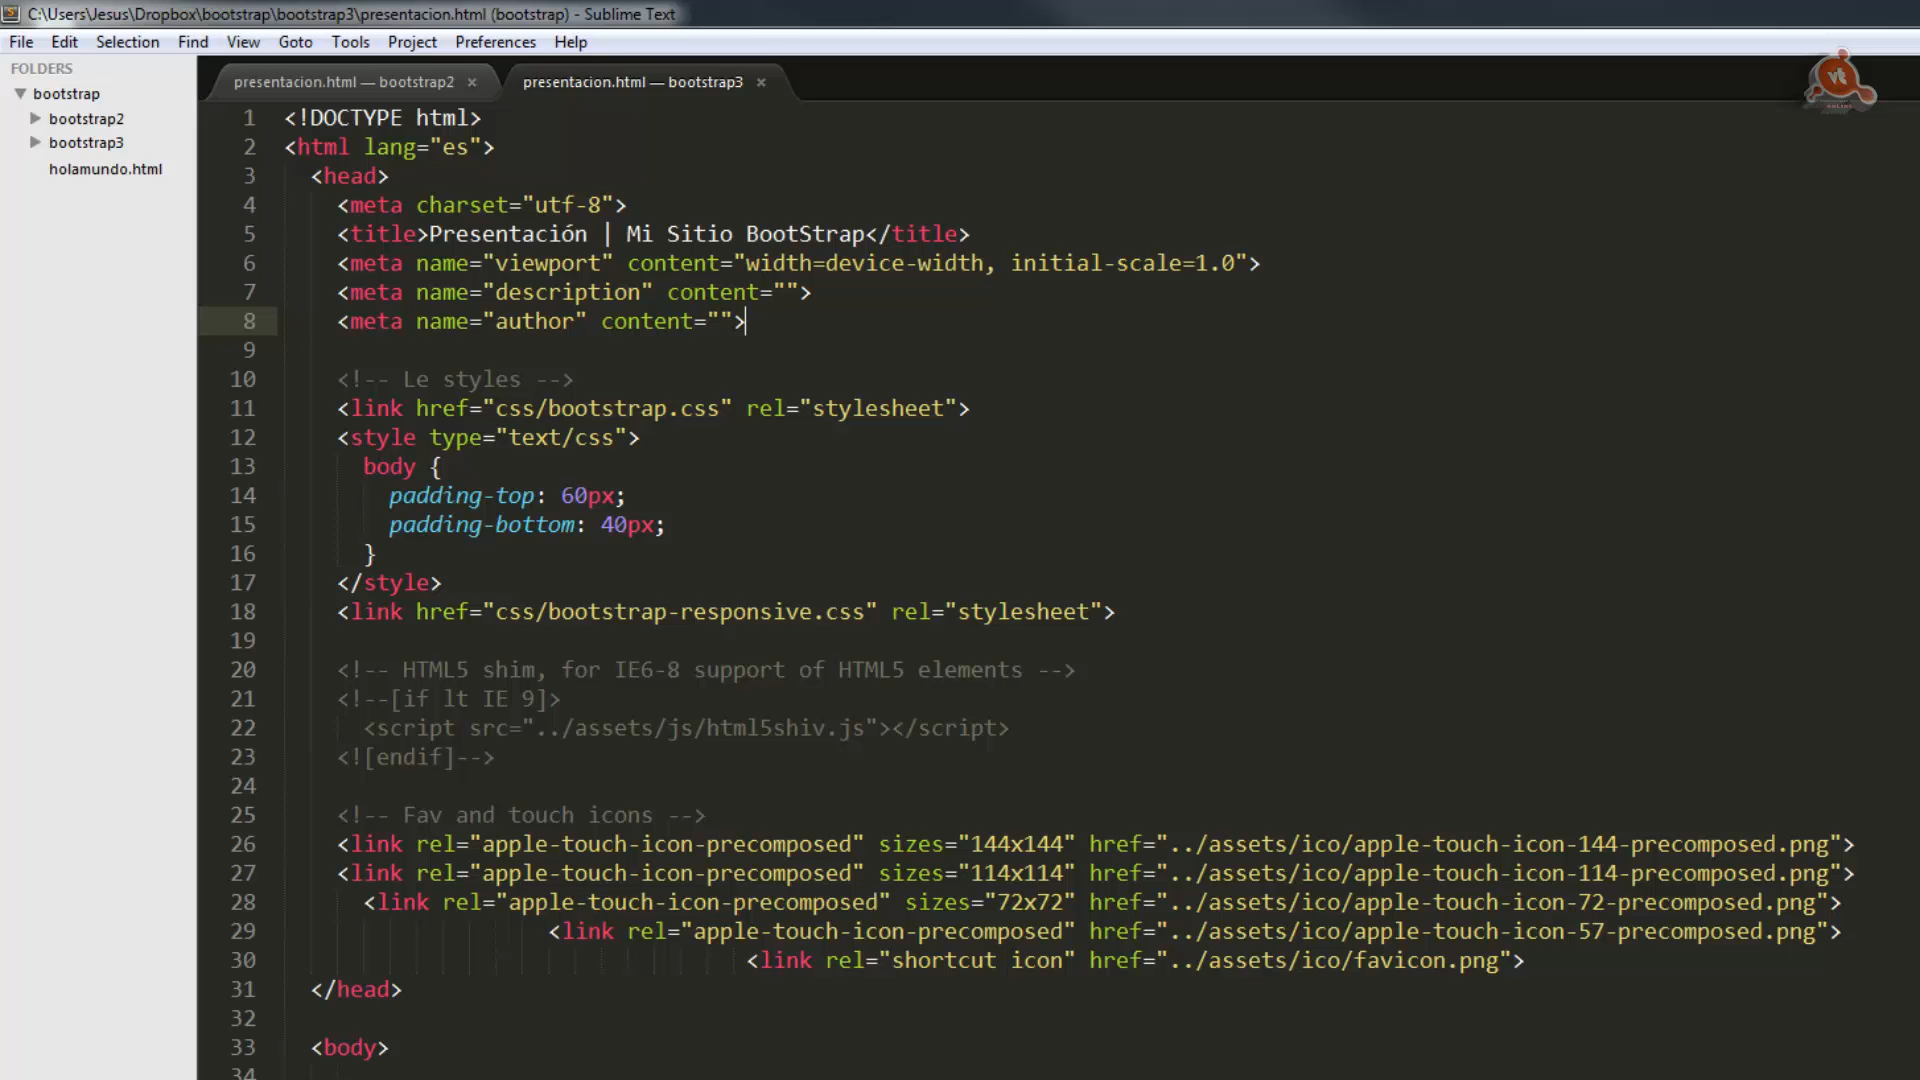 C:\Users\Jesus\Dropbox\bootstrap\bootstrap3\presentacion.html (bootstrap) - Sublime Text
File Edit Selection Find View Goto Tools Project Preferences Help
FOLDERS
bootstrap
bootstrap2
bootstrap3
holamundo.html
presentacion.html — bootstrap2 × presentacion.html — bootstrap3 ×
vt
1 <!DOCTYPE html>
2 <html lang="es">
3 <head>
4 <meta charset="utf-8">
5 <title>Presentación | Mi Sitio BootStrap</title>
6 <meta name="viewport" content="width=device-width, initial-scale=1.0">
7 <meta name="description" content="">
8 <meta name="author" content="">
9
10 <!-- Le styles -->
11 <link href="css/bootstrap.css" rel="stylesheet">
12 <style type="text/css">
13 body {
14 padding-top: 60px;
15 padding-bottom: 40px;
16 }
17 </style>
18 <link href="css/bootstrap-responsive.css" rel="stylesheet">
19
20 <!-- HTML5 shim, for IE6-8 support of HTML5 elements -->
21 <!--[if lt IE 9]>
22 <script src="../assets/js/html5shiv.js"></script>
23 <![endif]-->
24
25 <!-- Fav and touch icons -->
26 <link rel="apple-touch-icon-precomposed" sizes="144x144" href="../assets/ico/apple-touch-icon-144-precomposed.png">
27 <link rel="apple-touch-icon-precomposed" sizes="114x114" href="../assets/ico/apple-touch-icon-114-precomposed.png">
28 <link rel="apple-touch-icon-precomposed" sizes="72x72" href="../assets/ico/apple-touch-icon-72-precomposed.png">
29 <link rel="apple-touch-icon-precomposed" href="../assets/ico/apple-touch-icon-57-precomposed.png">
30 <link rel="shortcut icon" href="../assets/ico/favicon.png">
31 </head>
32
33 <body>
34